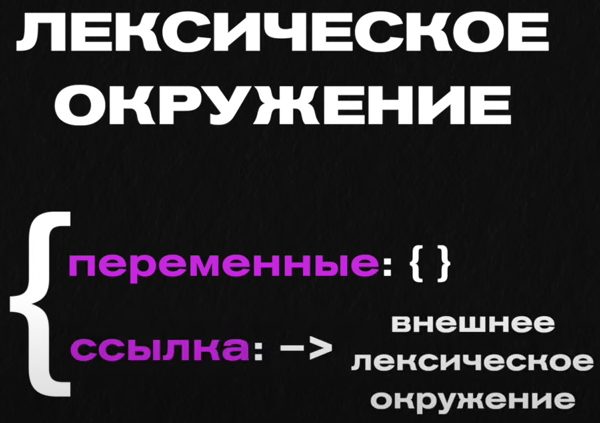 ЛЕКСИЧЕСКОЕ
ОКРУЖЕНИЕ
{
переменные: { }
ссылка: —> внешнее
лексическое
окружение